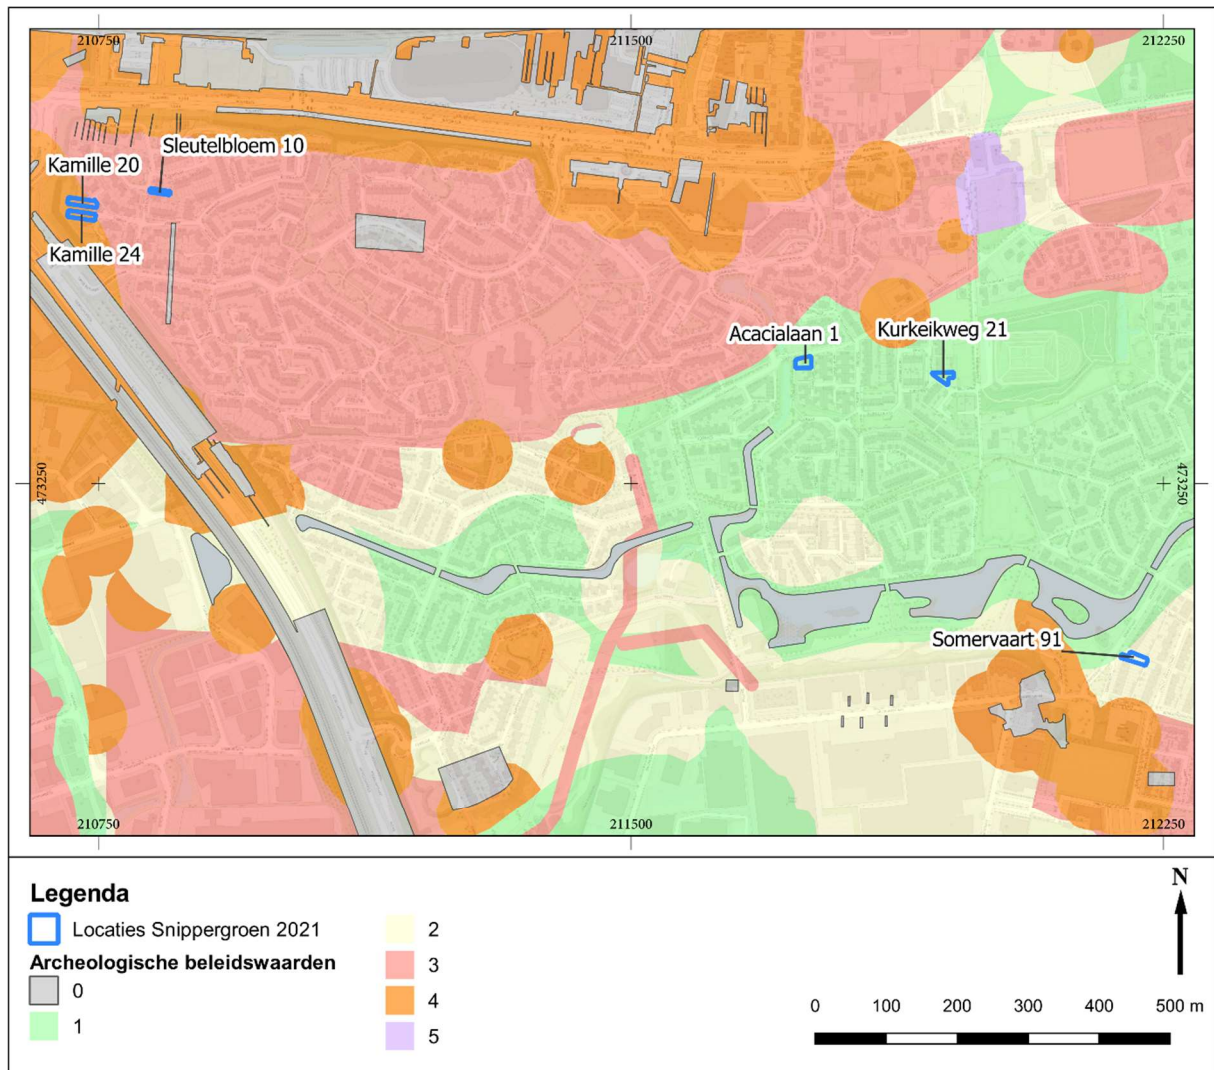 210750
211500
212250
Sleutelbloem 10
Kamille 20
Kamille 24
Acacialaan 1
Kurkeikweg 21
473250
473250
Somervaart 91
210750
211500
212250
Legenda
Locaties Snippergroen 2021
Archeologische beleidswaarden
0
1
2
3
4
5
N
0 100 200 300 400 500 m